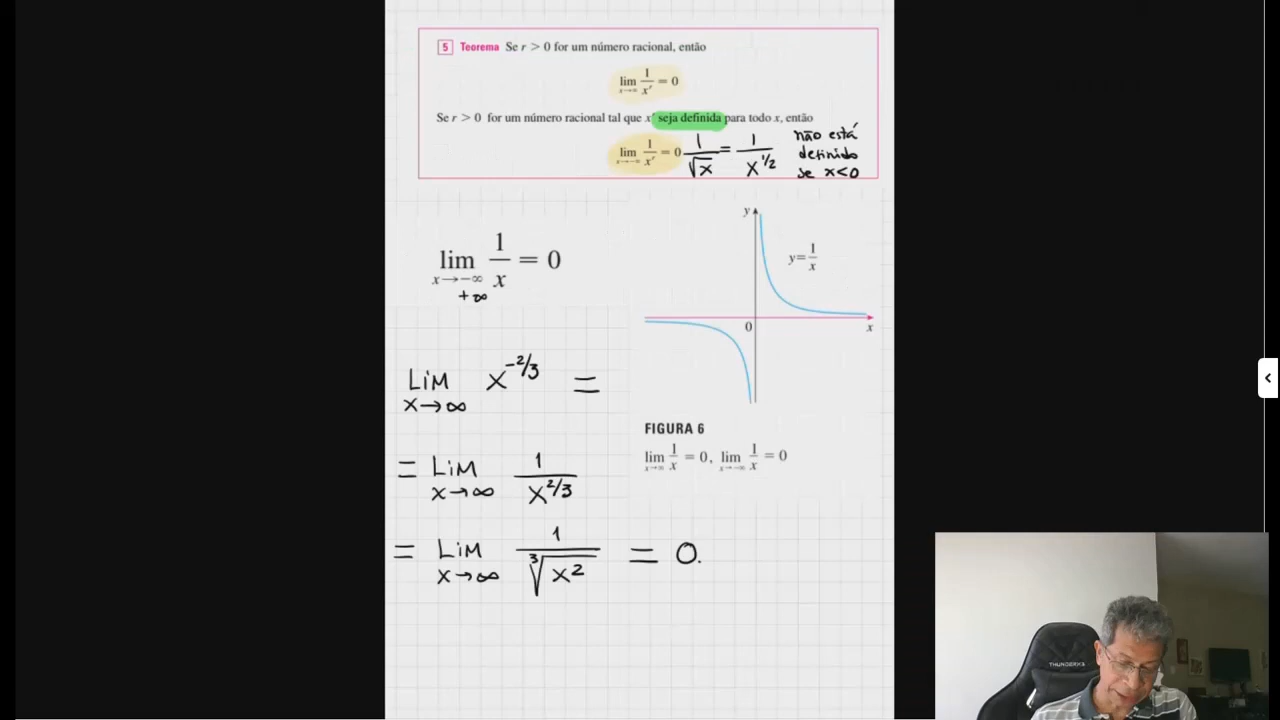 5 Teorema Se r > 0 for um número racional, então
lim x→∞ 1/xʳ = 0
Se r > 0 for um número racional tal que xʳ seja definida para todo x, então
lim x→−∞ 1/xʳ = 0 1/√x = 1/x^1/2 não está definido se x<0
lim x→−∞ 1/x = 0
+∞
y
y = 1/x
0
x
LiM x→∞ x^−2/3 =
= LiM x→∞ 1/x^2/3
= LiM x→∞ 1/∛x² = 0.
FIGURA 6
lim x→∞ 1/x = 0, lim x→−∞ 1/x = 0
THUNDERX3